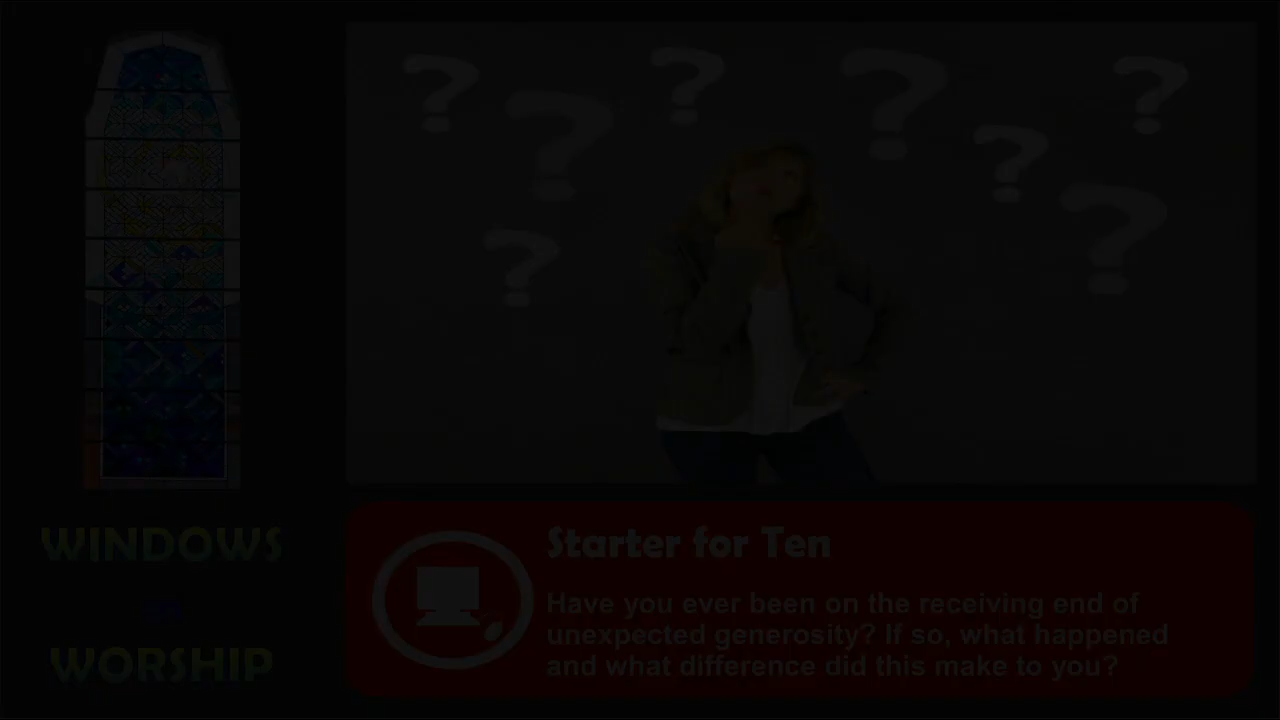 WINDOWS
WORSHIP
? ? ? ? ? ? ? ?
Starter for Ten
Have you ever been on the receiving end of
unexpected generosity? If so, what happened
and what difference did this make to you?